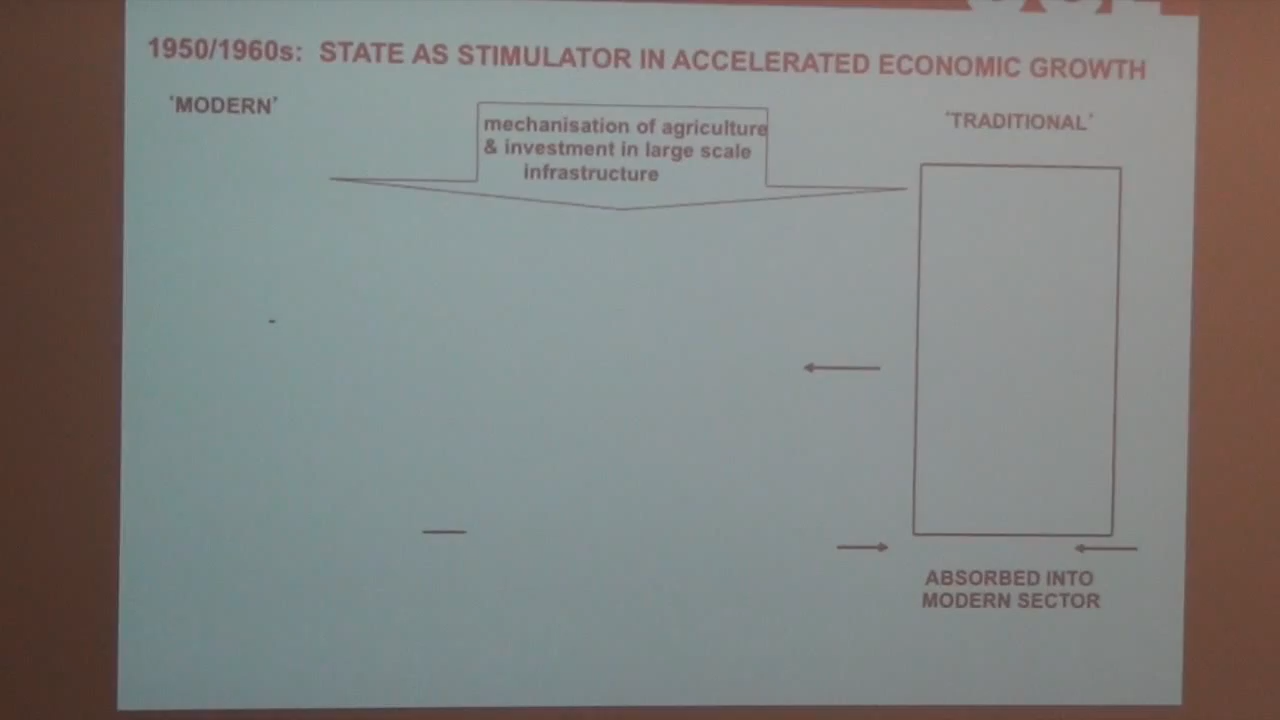 1950/1960s: STATE AS STIMULATOR IN ACCELERATED ECONOMIC GROWTH
'MODERN'
mechanisation of agriculture
& investment in large scale
infrastructure
'TRADITIONAL'
ABSORBED INTO
MODERN SECTOR